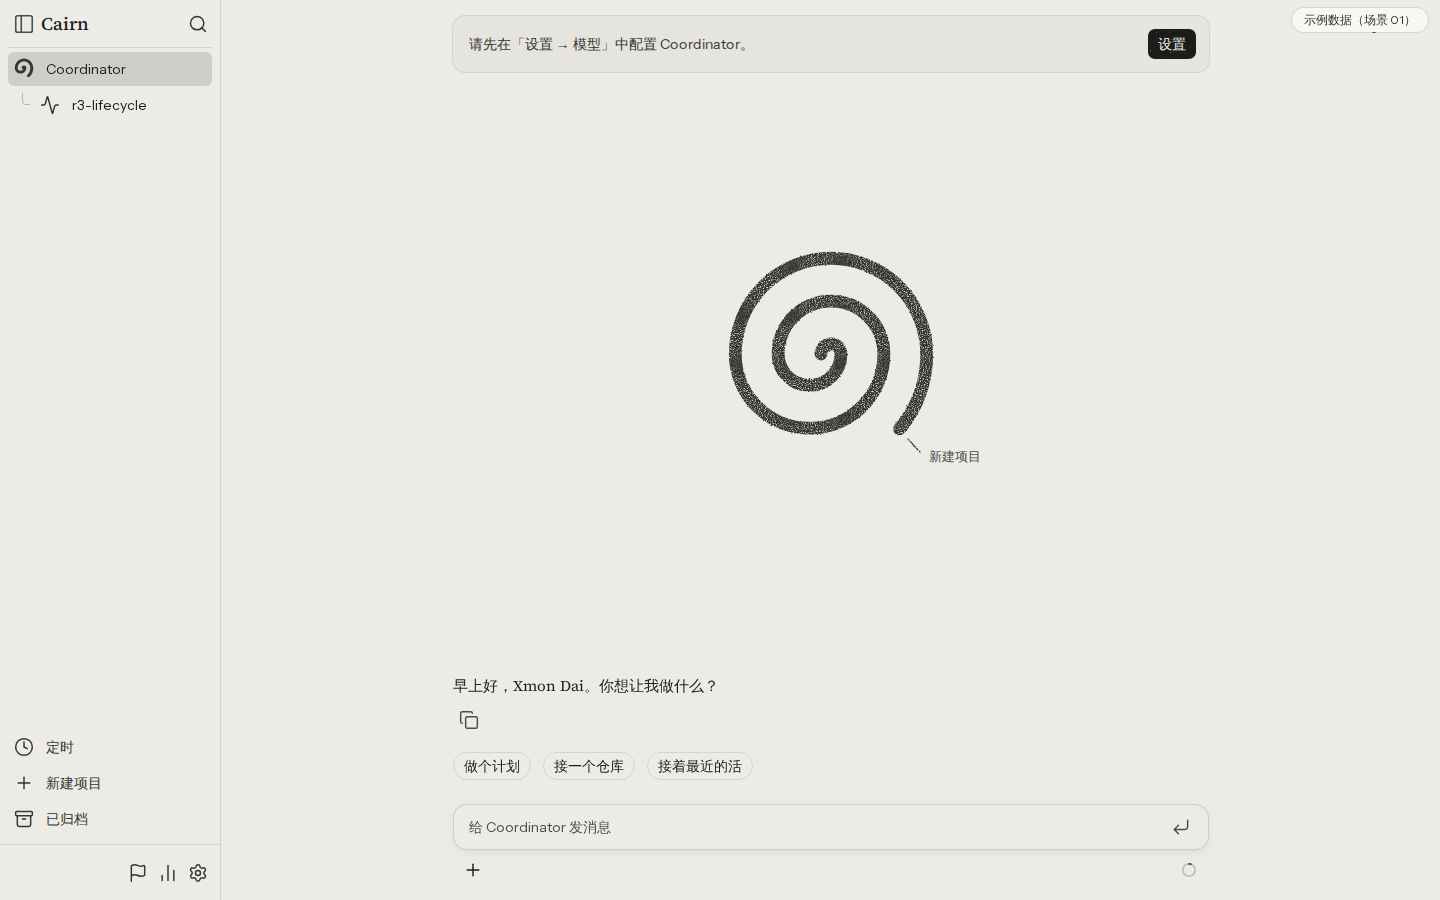 Cairn
Coordinator
r3-lifecycle
定时
新建项目
已归档
请先在「设置 → 模型」中配置 Coordinator。
设置
示例数据（场景 01）
新建项目
早上好，Xmon Dai。你想让我做什么？
做个计划
接一个仓库
接着最近的活
给 Coordinator 发消息